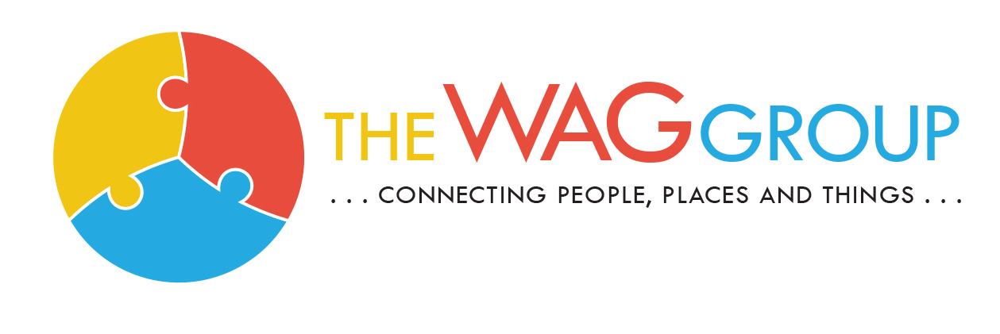 THE WAG GROUP
. . . CONNECTING PEOPLE, PLACES AND THINGS . . .